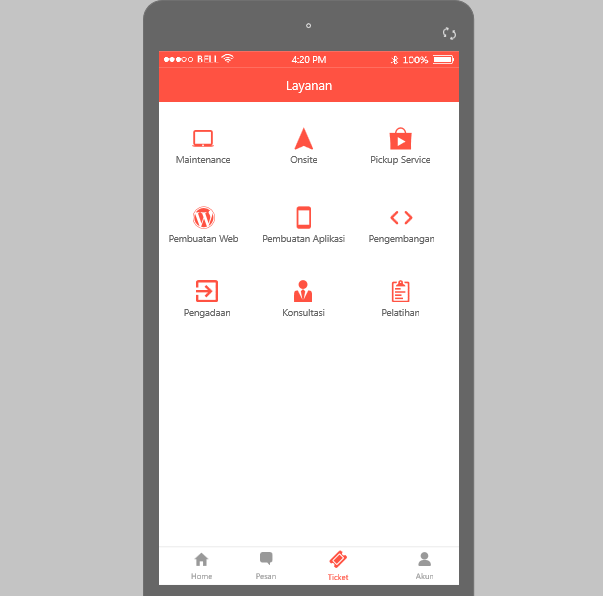 BELL 4:20 PM 100%
Layanan
Maintenance Onsite Pickup Service
Pembuatan Web Pembuatan Aplikasi Pengembangan
Pengadaan Konsultasi Pelatihan
Home Pesan Ticket Akun